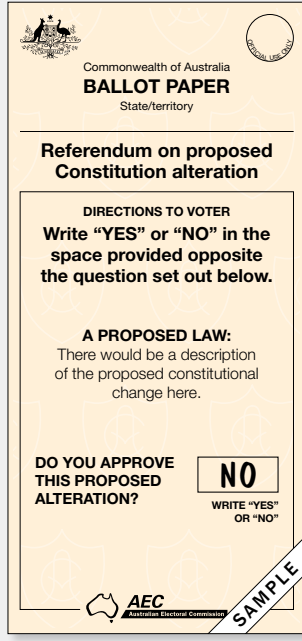 OFFICIAL USE ONLY
Commonwealth of Australia
BALLOT PAPER
State/territory
Referendum on proposed
Constitution alteration
DIRECTIONS TO VOTER
Write “YES” or “NO” in the
space provided opposite
the question set out below.
A PROPOSED LAW:
There would be a description
of the proposed constitutional
change here.
DO YOU APPROVE
THIS PROPOSED
ALTERATION?
NO
WRITE “YES”
OR “NO”
SAMPLE
AEC
Australian Electoral Commission